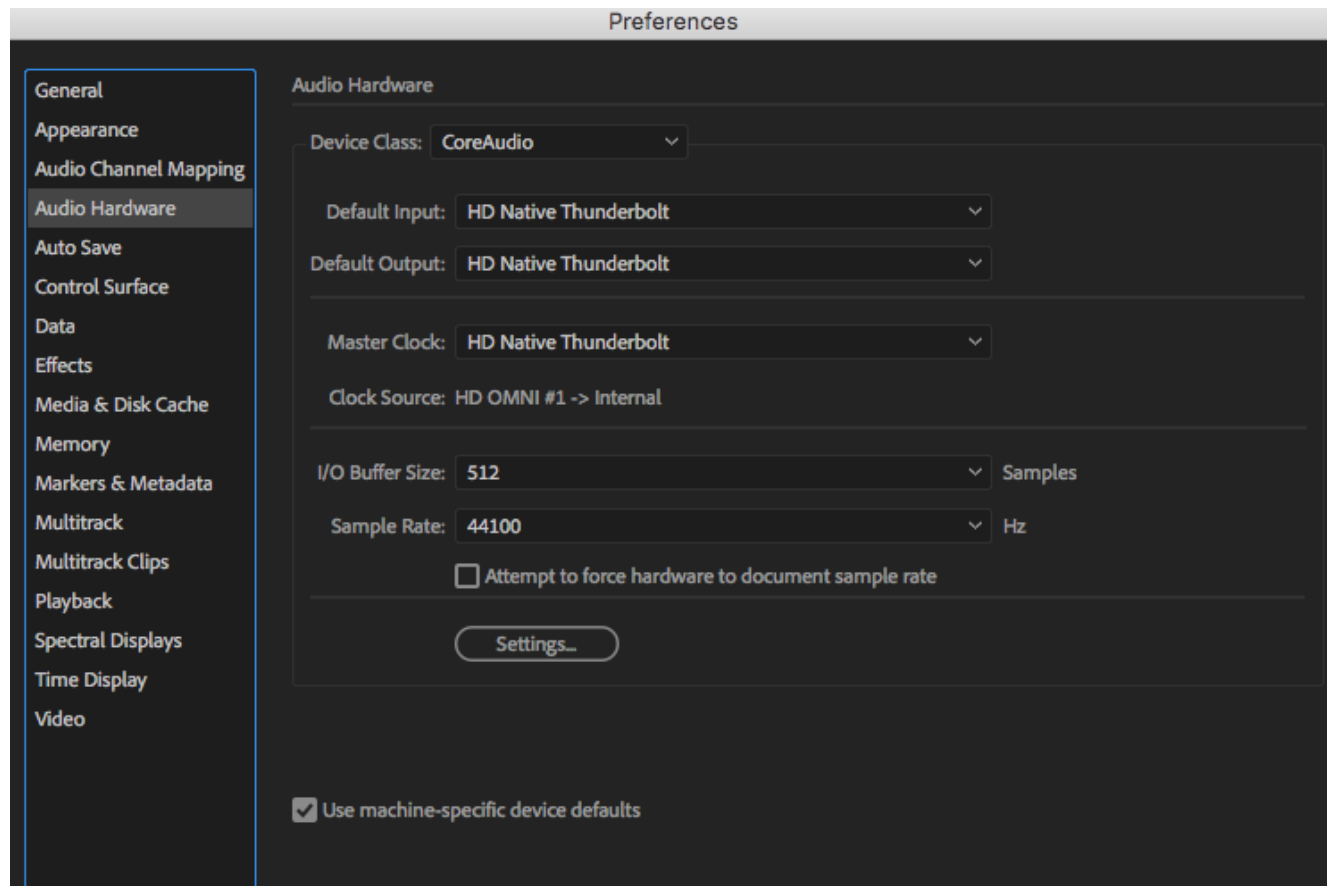 Preferences
General
Appearance
Audio Channel Mapping
Audio Hardware
Auto Save
Control Surface
Data
Effects
Media & Disk Cache
Memory
Markers & Metadata
Multitrack
Multitrack Clips
Playback
Spectral Displays
Time Display
Video
Audio Hardware
Device Class: CoreAudio
Default Input: HD Native Thunderbolt
Default Output: HD Native Thunderbolt
Master Clock: HD Native Thunderbolt
Clock Source: HD OMNI #1 -> Internal
I/O Buffer Size: 512 Samples
Sample Rate: 44100 Hz
Attempt to force hardware to document sample rate
Settings...
Use machine-specific device defaults